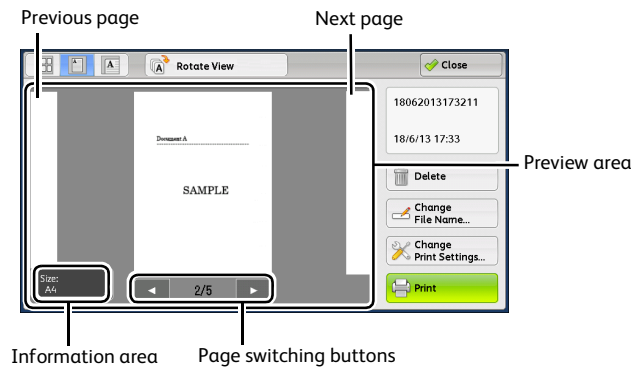 Previous page
Next page
Rotate View
Close
18062013173211
18/6/13 17:33
Document A
SAMPLE
Preview area
Delete
Change
File Name...
Change
Print Settings...
Size:
A4
2/5
Print
Information area
Page switching buttons